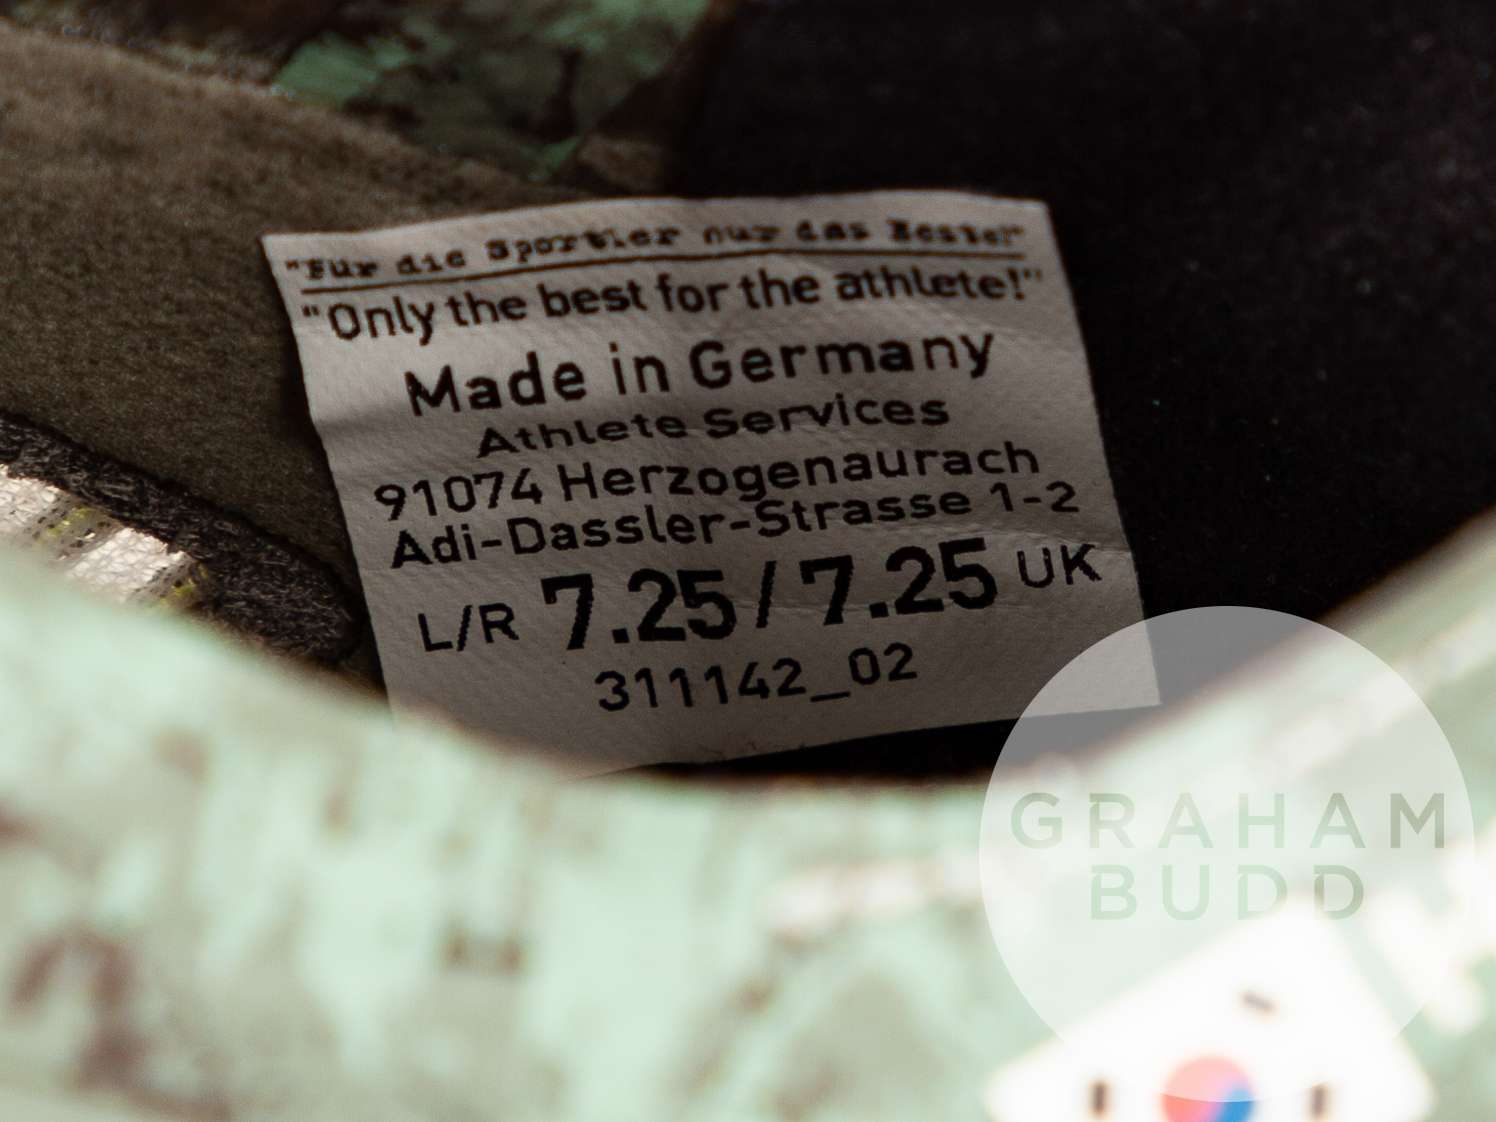 "Für die Sportler nur das Beste!"
"Only the best for the athlete!"
Made in Germany
Athlete Services
91074 Herzogenaurach
Adi-Dassler-Strasse 1-2
L/R 7.25/7.25 UK
311142_02
GRAHAM
BUDD